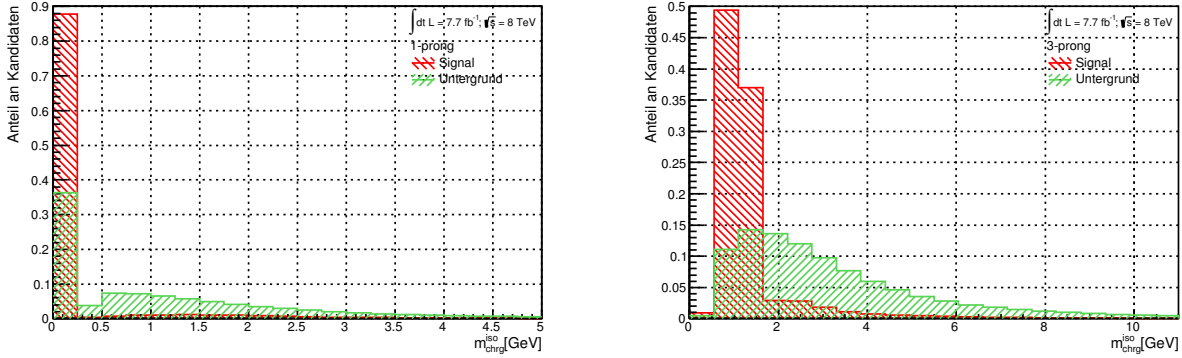 ∫dt L = 7.7 fb⁻¹; √s = 8 TeV
1-prong
Signal
Untergrund
Anteil an Kandidaten
0.9
0.8
0.7
0.6
0.5
0.4
0.3
0.2
0.1
0
0 0.5 1 1.5 2 2.5 3 3.5 4 4.5 5
m^iso_chrg[GeV]
∫dt L = 7.7 fb⁻¹; √s = 8 TeV
3-prong
Signal
Untergrund
Anteil an Kandidaten
0.5
0.45
0.4
0.35
0.3
0.25
0.2
0.15
0.1
0.05
0
0 2 4 6 8 10
m^iso_chrg[GeV]